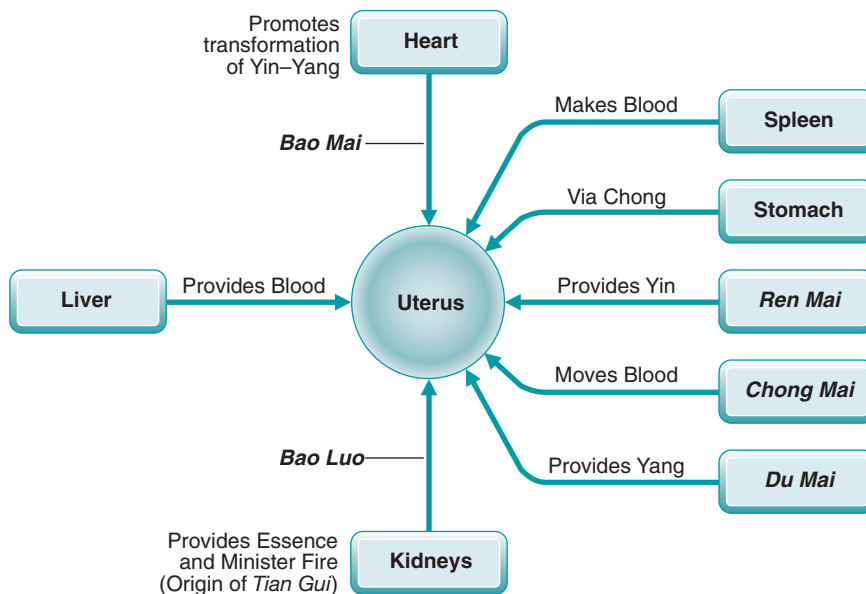 Promotes
transformation
of Yin–Yang
Heart
Bao Mai
Makes Blood
Spleen
Via Chong
Stomach
Liver
Provides Blood
Uterus
Provides Yin
Ren Mai
Moves Blood
Chong Mai
Bao Luo
Provides Yang
Du Mai
Provides Essence
and Minister Fire
(Origin of Tian Gui)
Kidneys